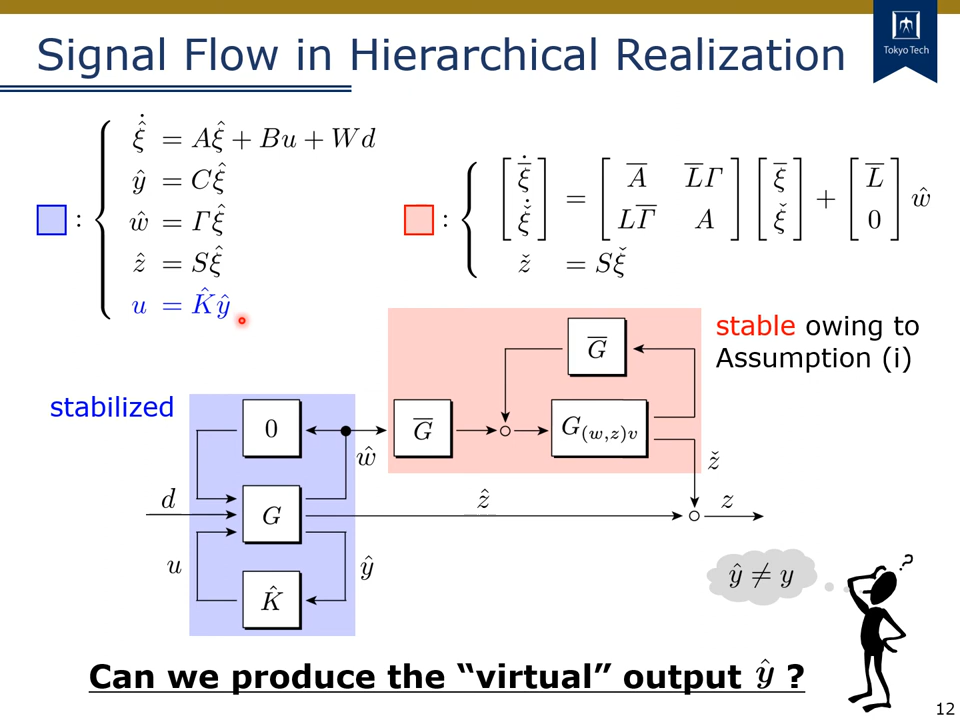 Signal Flow in Hierarchical Realization
Tokyo Tech
: { ξ̂̇ = Aξ̂ + Bu + Wd
ŷ = Cξ̂
ŵ = Γξ̂
ẑ = Sξ̂
u = K̂ŷ
: { [ ξ̄̇ ; ξ̌̇ ] = [ A̅ L̅Γ ; LΓ̅ A ] [ ξ̄ ; ξ̌ ] + [ L̅ ; 0 ] ŵ
ž = Sξ̌
stable owing to
Assumption (i)
stabilized
G̅
0
ŵ
G̅
G(w,z)v
ž
d
G
ẑ
z
u
ŷ
K̂
ŷ ≠ y
?
Can we produce the “virtual” output ŷ ?
12